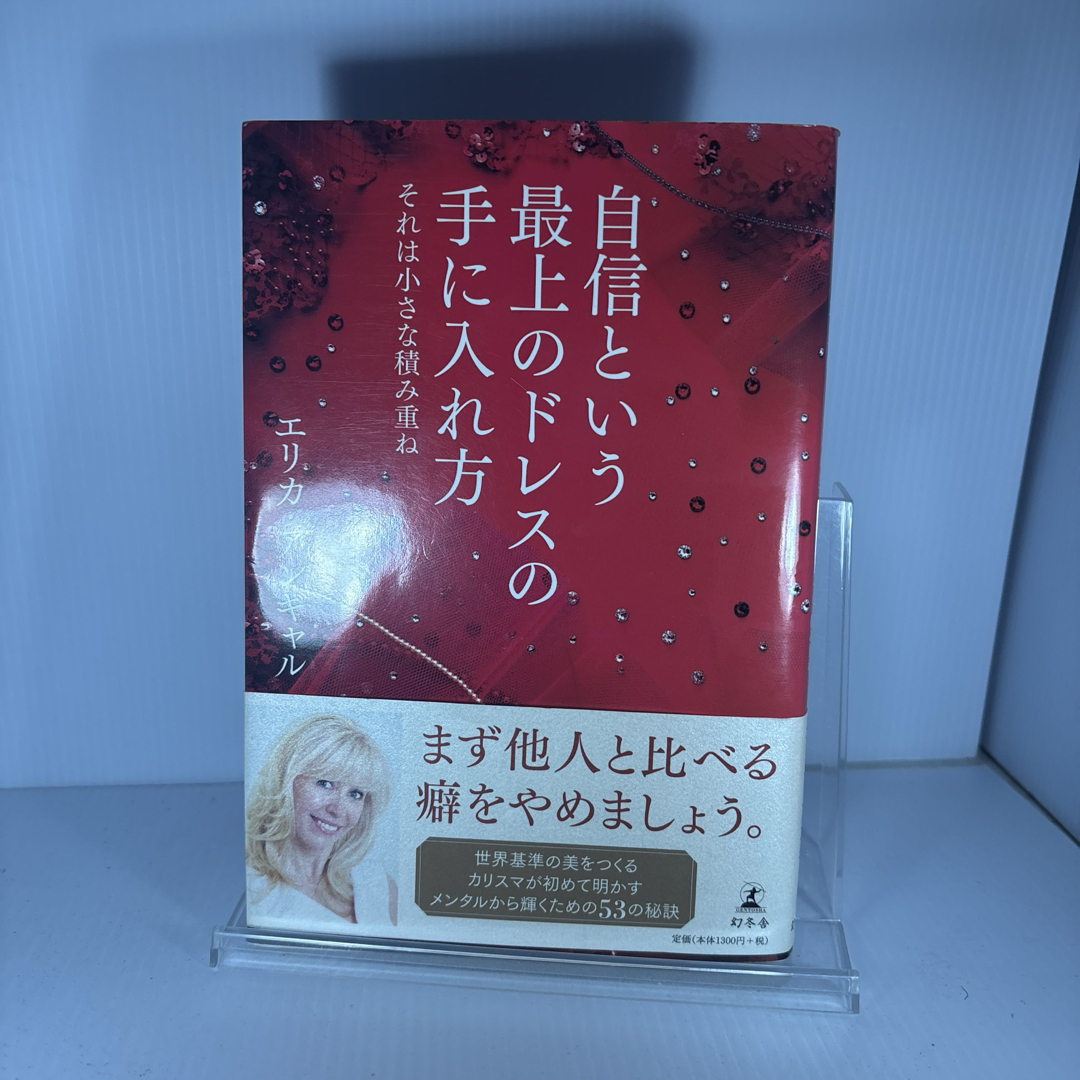 自信という
最上のドレスの
手に入れ方
それは小さな積み重ね
エリカ アンギャル
まず他人と比べる
癖をやめましょう。
世界基準の美をつくる
カリスマが初めて明かす
メンタルから輝くための53の秘訣
GENTOSHA
幻冬舎
定価(本体1300円+税)